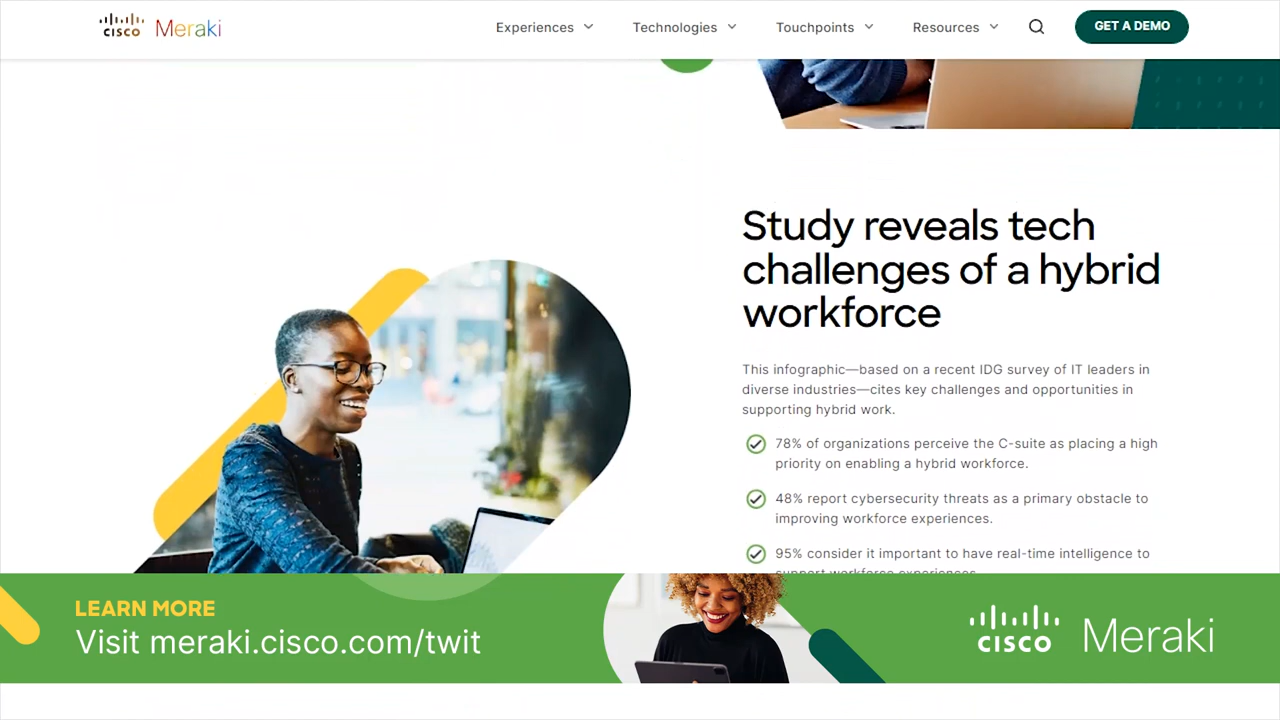 cisco Meraki
Experiences Technologies Touchpoints Resources GET A DEMO
Study reveals tech
challenges of a hybrid
workforce
This infographic—based on a recent IDG survey of IT leaders in
diverse industries—cites key challenges and opportunities in
supporting hybrid work.
78% of organizations perceive the C-suite as placing a high
priority on enabling a hybrid workforce.
48% report cybersecurity threats as a primary obstacle to
improving workforce experiences.
95% consider it important to have real-time intelligence to
support workforce experiences.
LEARN MORE
Visit meraki.cisco.com/twit
cisco Meraki